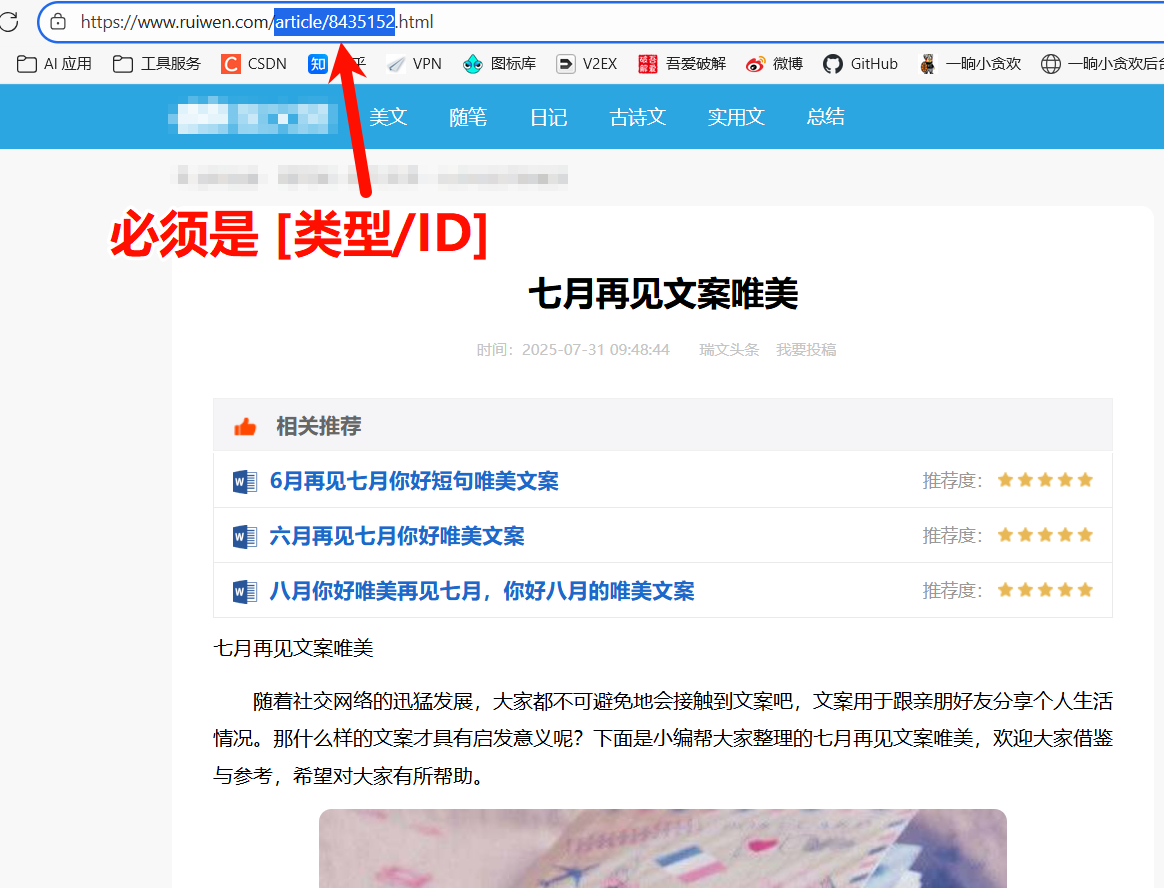 https://www.ruiwen.com/article/8435152.html
AI 应用 工具服务 CSDN 知乎 VPN 图标库 V2EX 吾爱破解 微博 GitHub 一晌小贪欢 一晌小贪欢后台
美文 随笔 日记 古诗文 实用文 总结
必须是 [类型/ID]
七月再见文案唯美
时间：2025-07-31 09:48:44 瑞文头条 我要投稿
相关推荐
6月再见七月你好短句唯美文案 推荐度：
六月再见七月你好唯美文案 推荐度：
八月你好唯美再见七月，你好八月的唯美文案 推荐度：
七月再见文案唯美
随着社交网络的迅猛发展，大家都不可避免地会接触到文案吧，文案用于跟亲朋好友分享个人生活
情况。那什么样的文案才具有启发意义呢？下面是小编帮大家整理的七月再见文案唯美，欢迎大家借鉴
与参考，希望对大家有所帮助。